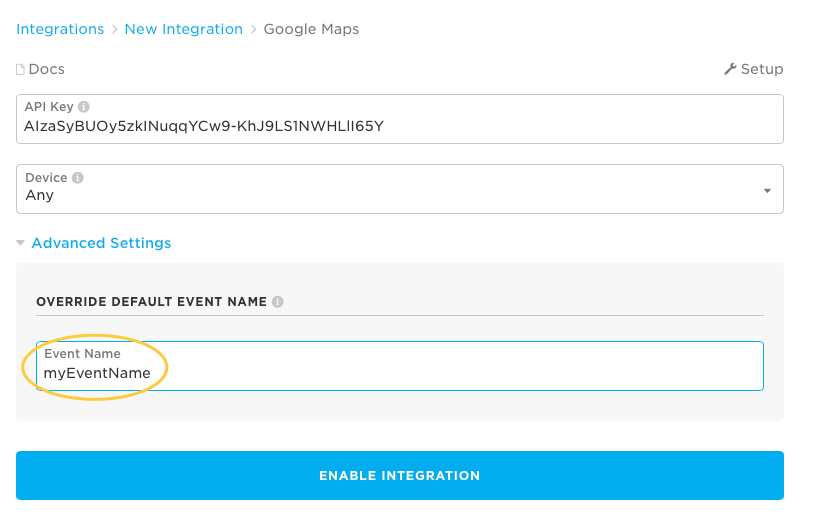 Integrations > New Integration > Google Maps
Docs
Setup
API Key
AIzaSyBUOy5zkINuqqYCw9-KhJ9LS1NWHLlI65Y
Device
Any
Advanced Settings
OVERRIDE DEFAULT EVENT NAME
Event Name
myEventName
ENABLE INTEGRATION